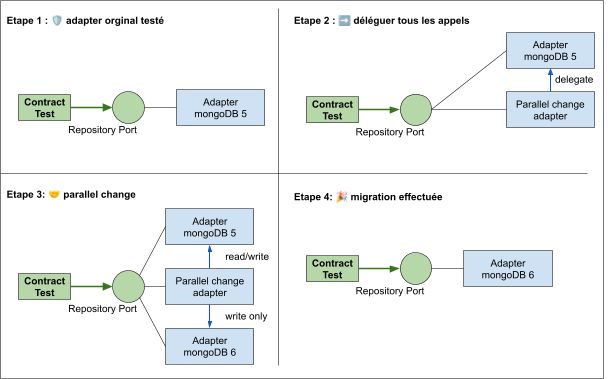 Etape 1 : 🛡️ adapter orginal testé
Contract
Test
Repository Port
Adapter
mongoDB 5
Etape 2 : ➡️ déléguer tous les appels
Contract
Test
Repository Port
Adapter
mongoDB 5
delegate
Parallel change
adapter
Etape 3: 🤝 parallel change
Contract
Test
Repository Port
Adapter
mongoDB 5
read/write
Parallel change
adapter
write only
Adapter
mongoDB 6
Etape 4: 🎉 migration effectuée
Contract
Test
Repository Port
Adapter
mongoDB 6